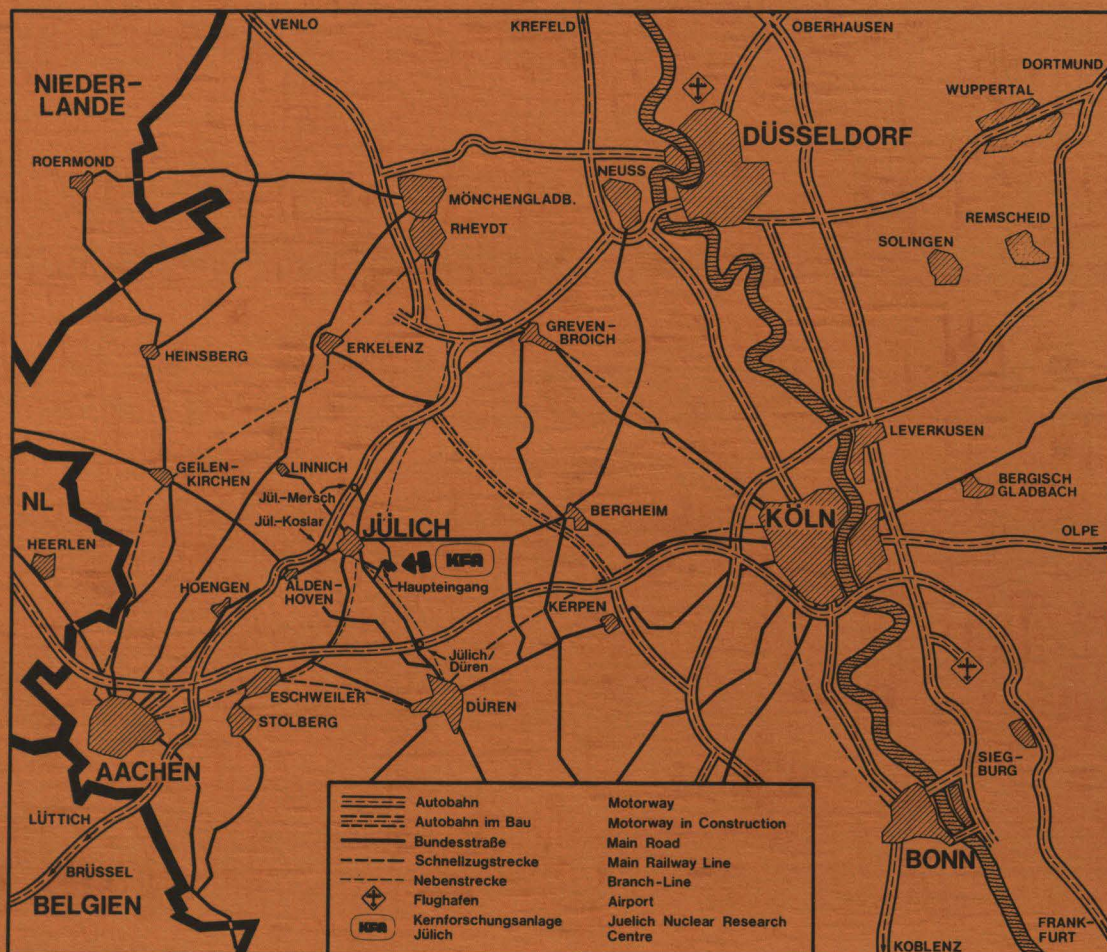 VENLO
KREFELD
OBERHAUSEN
DORTMUND
NIEDER-
LANDE
WUPPERTAL
DÜSSELDORF
ROERMOND
NEUSS
MÖNCHENGLADB.
RHEYDT
REMSCHEID
SOLINGEN
GREVEN-
BROICH
ERKELENZ
HEINSBERG
LEVERKUSEN
GEILEN-
KIRCHEN
LINNICH
Jül.-Mersch
BERGISCH
GLADBACH
NL
Jül.-Koslar
JÜLICH
BERGHEIM
KÖLN
OLPE
HEERLEN
KFA
Haupteingang
HOENGEN
ALDEN-
HOVEN
KERPEN
Jülich/
Düren
ESCHWEILER
DÜREN
STOLBERG
AACHEN
SIEG-
BURG
LÜTTICH
BRÜSSEL
BELGIEN
BONN
FRANK-
FURT
KOBLENZ
Autobahn Motorway
Autobahn im Bau Motorway in Construction
Bundesstraße Main Road
Schnellzugstrecke Main Railway Line
Nebenstrecke Branch-Line
Flughafen Airport
KFA Kernforschungsanlage Juelich Nuclear Research
Jülich Centre